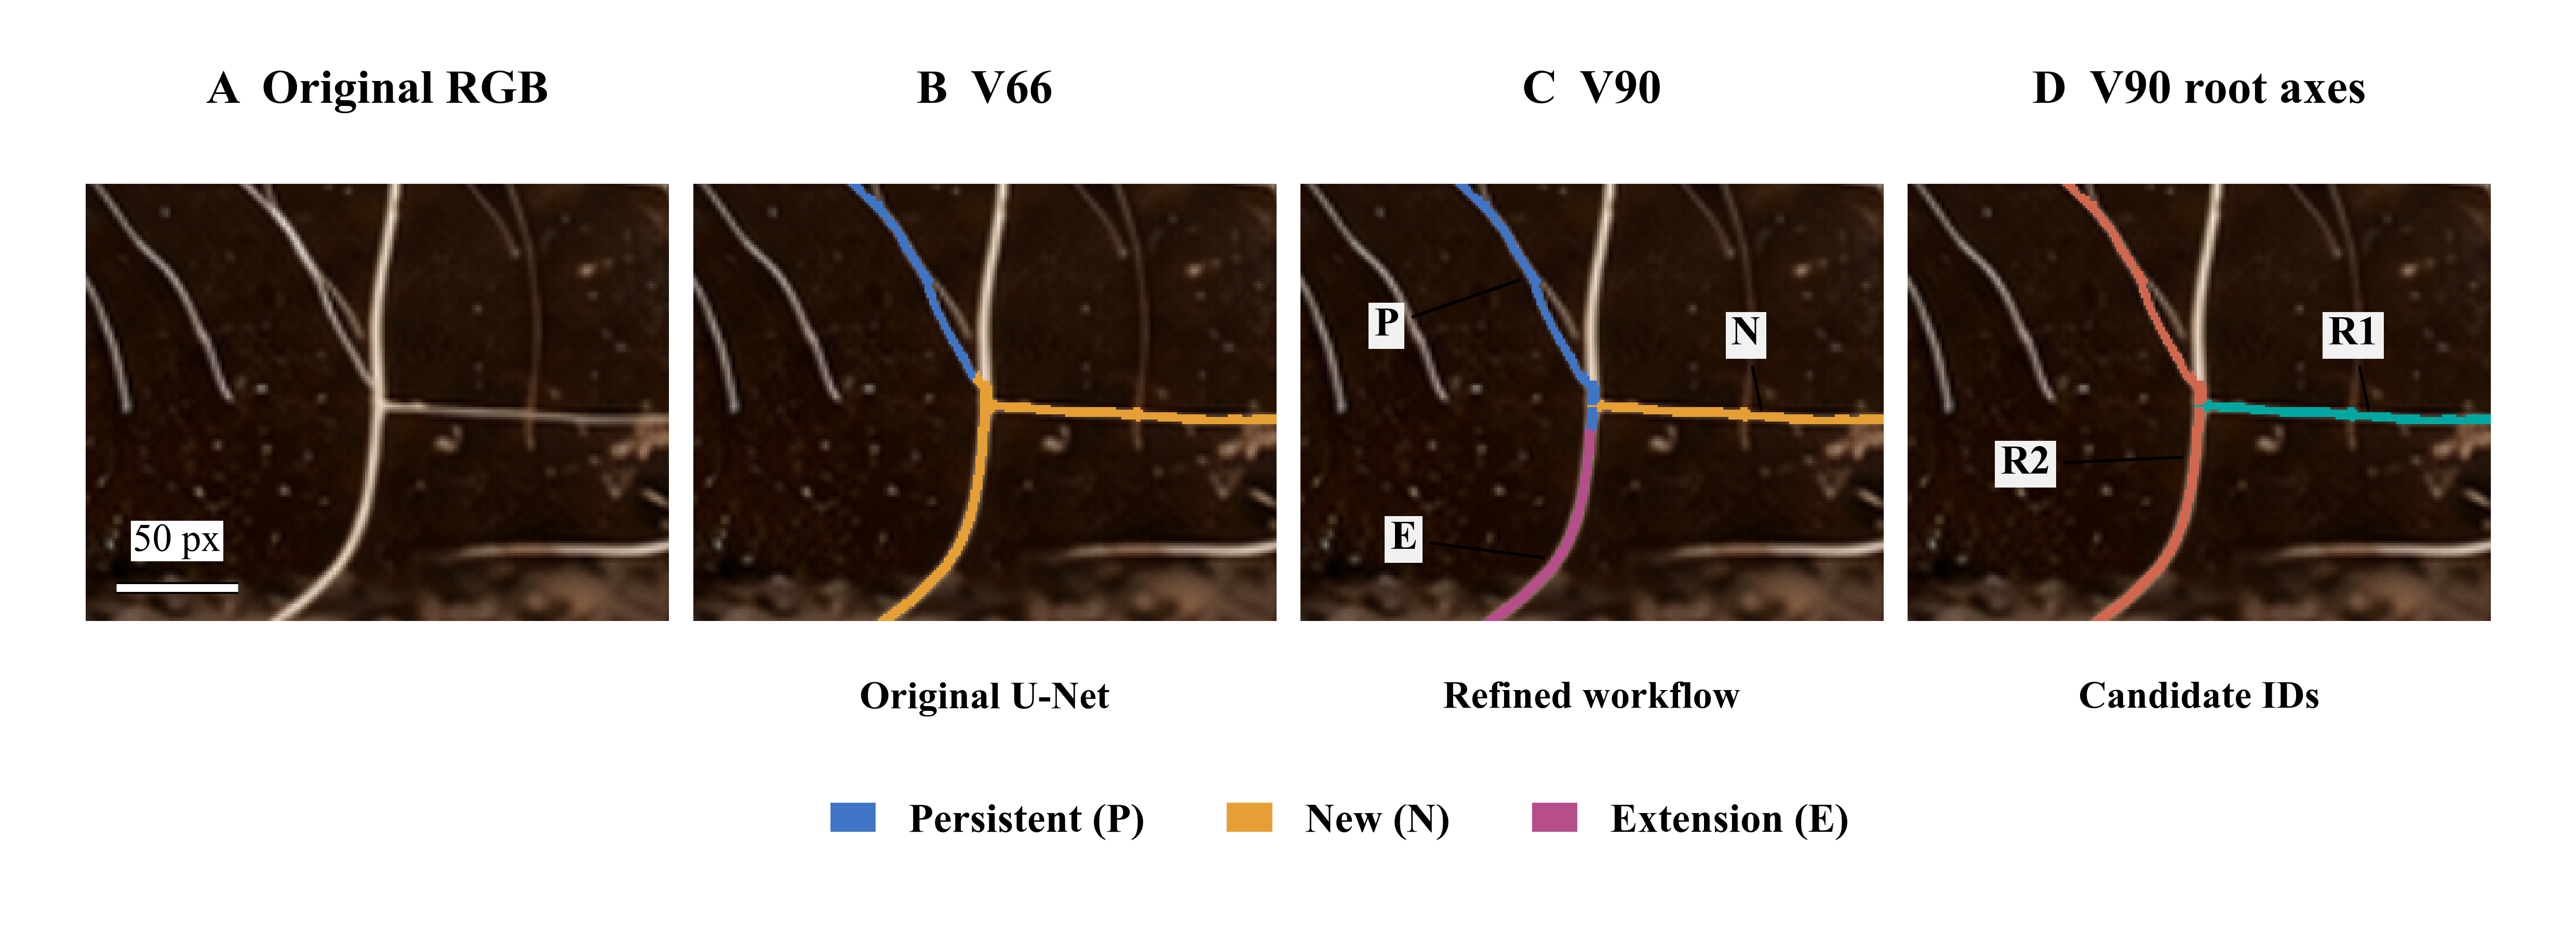 A Original RGB
B V66
C V90
D V90 root axes
50 px
P
N
E
R1
R2
Original U-Net
Refined workflow
Candidate IDs
Persistent (P)
New (N)
Extension (E)